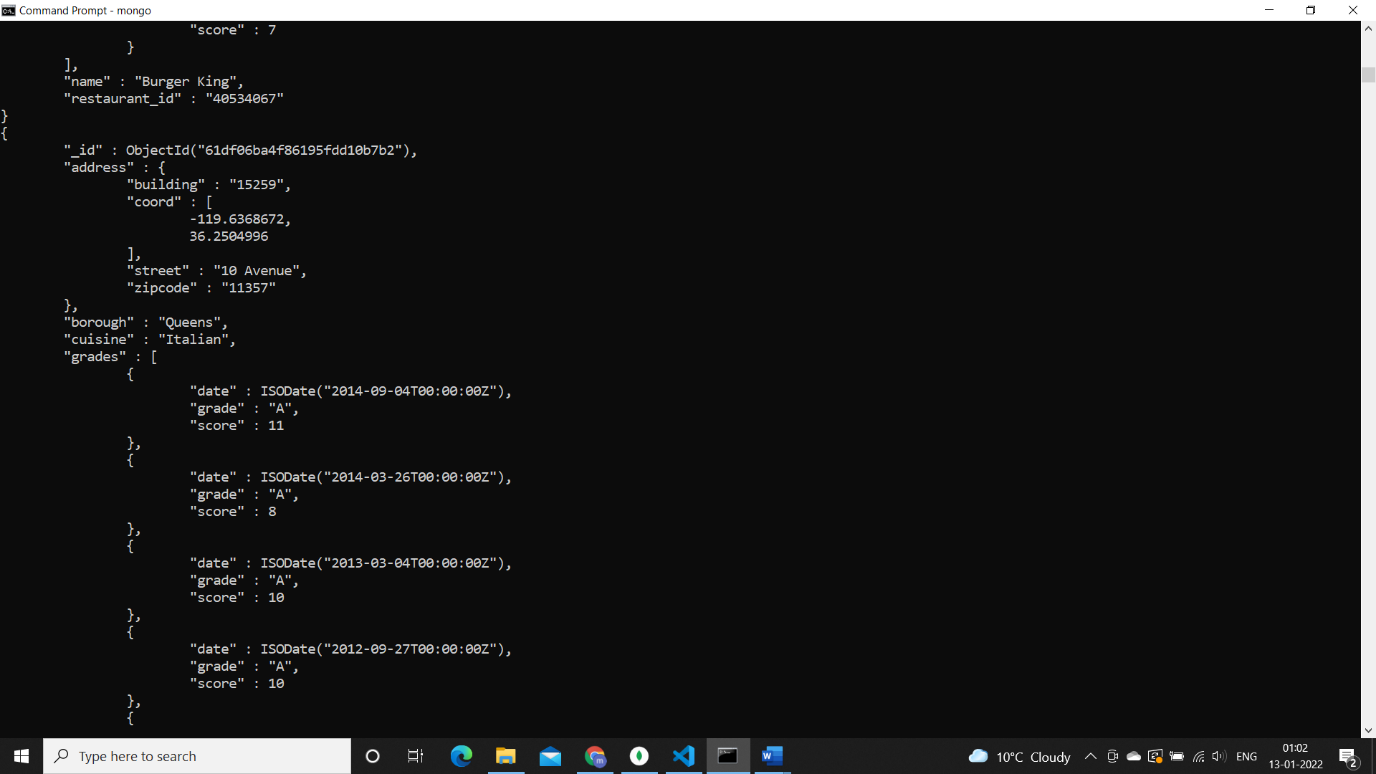 Command Prompt - mongo
"score" : 7
}
],
"name" : "Burger King",
"restaurant_id" : "40534067"
}
{
"_id" : ObjectId("61df06ba4f86195fdd10b7b2"),
"address" : {
"building" : "15259",
"coord" : [
-119.6368672,
36.2504996
],
"street" : "10 Avenue",
"zipcode" : "11357"
},
"borough" : "Queens",
"cuisine" : "Italian",
"grades" : [
{
"date" : ISODate("2014-09-04T00:00:00Z"),
"grade" : "A",
"score" : 11
},
{
"date" : ISODate("2014-03-26T00:00:00Z"),
"grade" : "A",
"score" : 8
},
{
"date" : ISODate("2013-03-04T00:00:00Z"),
"grade" : "A",
"score" : 10
},
{
"date" : ISODate("2012-09-27T00:00:00Z"),
"grade" : "A",
"score" : 10
},
{
Type here to search
10°C Cloudy
ENG
01:02
13-01-2022
2